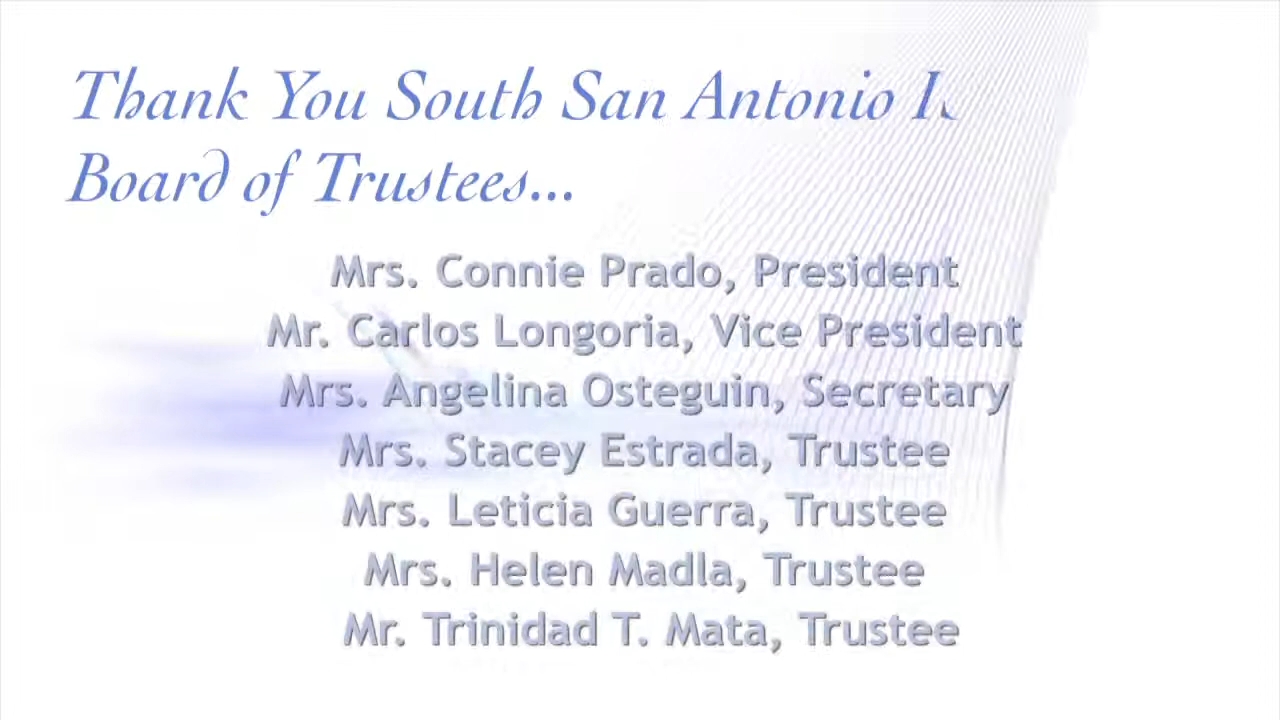 Thank You South San Antonio
Board of Trustees...
Mrs. Connie Prado, President
Mr. Carlos Longoria, Vice President
Mrs. Angelina Osteguin, Secretary
Mrs. Stacey Estrada, Trustee
Mrs. Leticia Guerra, Trustee
Mrs. Helen Madla, Trustee
Mr. Trinidad T. Mata, Trustee